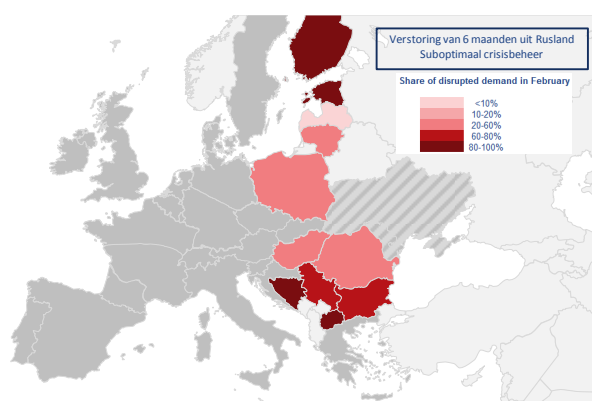 Verstoring van 6 maanden uit Rusland
Suboptimaal crisisbeheer
Share of disrupted demand in February
<10%
10-20%
20-60%
60-80%
80-100%